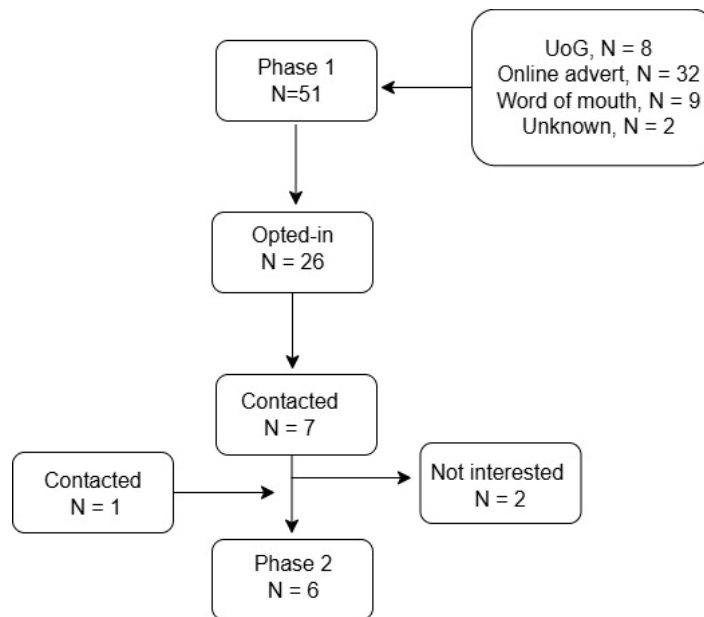 Phase 1
N=51
UoG, N = 8
Online advert, N = 32
Word of mouth, N = 9
Unknown, N = 2
Opted-in
N = 26
Contacted
N = 7
Contacted
N = 1
Not interested
N = 2
Phase 2
N = 6